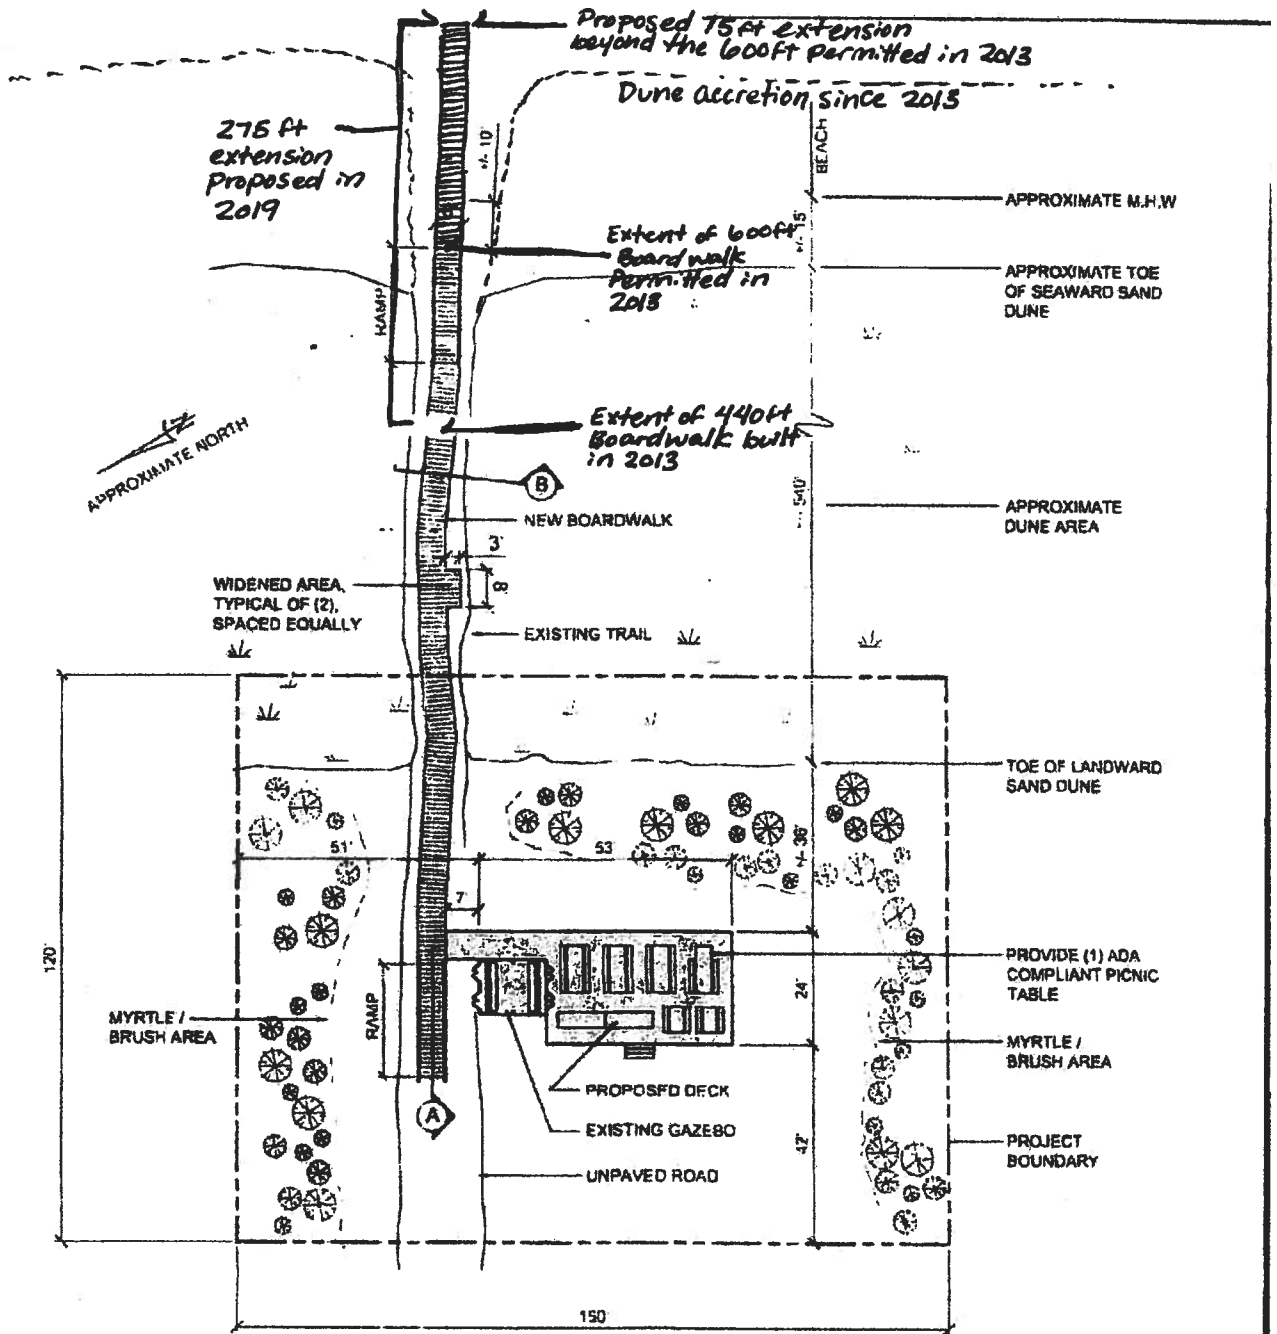 Proposed 75ft extension
beyond the 600ft Permitted in 2013
Dune accretion since 2013
275 ft
extension
Proposed in
2019
+/- 10'
BEACH
APPROXIMATE M.H.W
+/- 15'
Extent of 600ft
Boardwalk
Permitted in
2013
APPROXIMATE TOE
OF SEAWARD SAND
DUNE
RAMP
Extent of 440ft
Boardwalk built
in 2013
APPROXIMATE NORTH
B
540'
APPROXIMATE
DUNE AREA
NEW BOARDWALK
3'
8'
WIDENED AREA,
TYPICAL OF (2),
SPACED EQUALLY
EXISTING TRAIL
TOE OF LANDWARD
SAND DUNE
51'
53
+/- 36'
7'
120'
PROVIDE (1) ADA
COMPLIANT PICNIC
TABLE
24'
RAMP
MYRTLE /
BRUSH AREA
MYRTLE /
BRUSH AREA
PROPOSED DECK
A
EXISTING GAZEBO
42'
PROJECT
BOUNDARY
UNPAVED ROAD
150